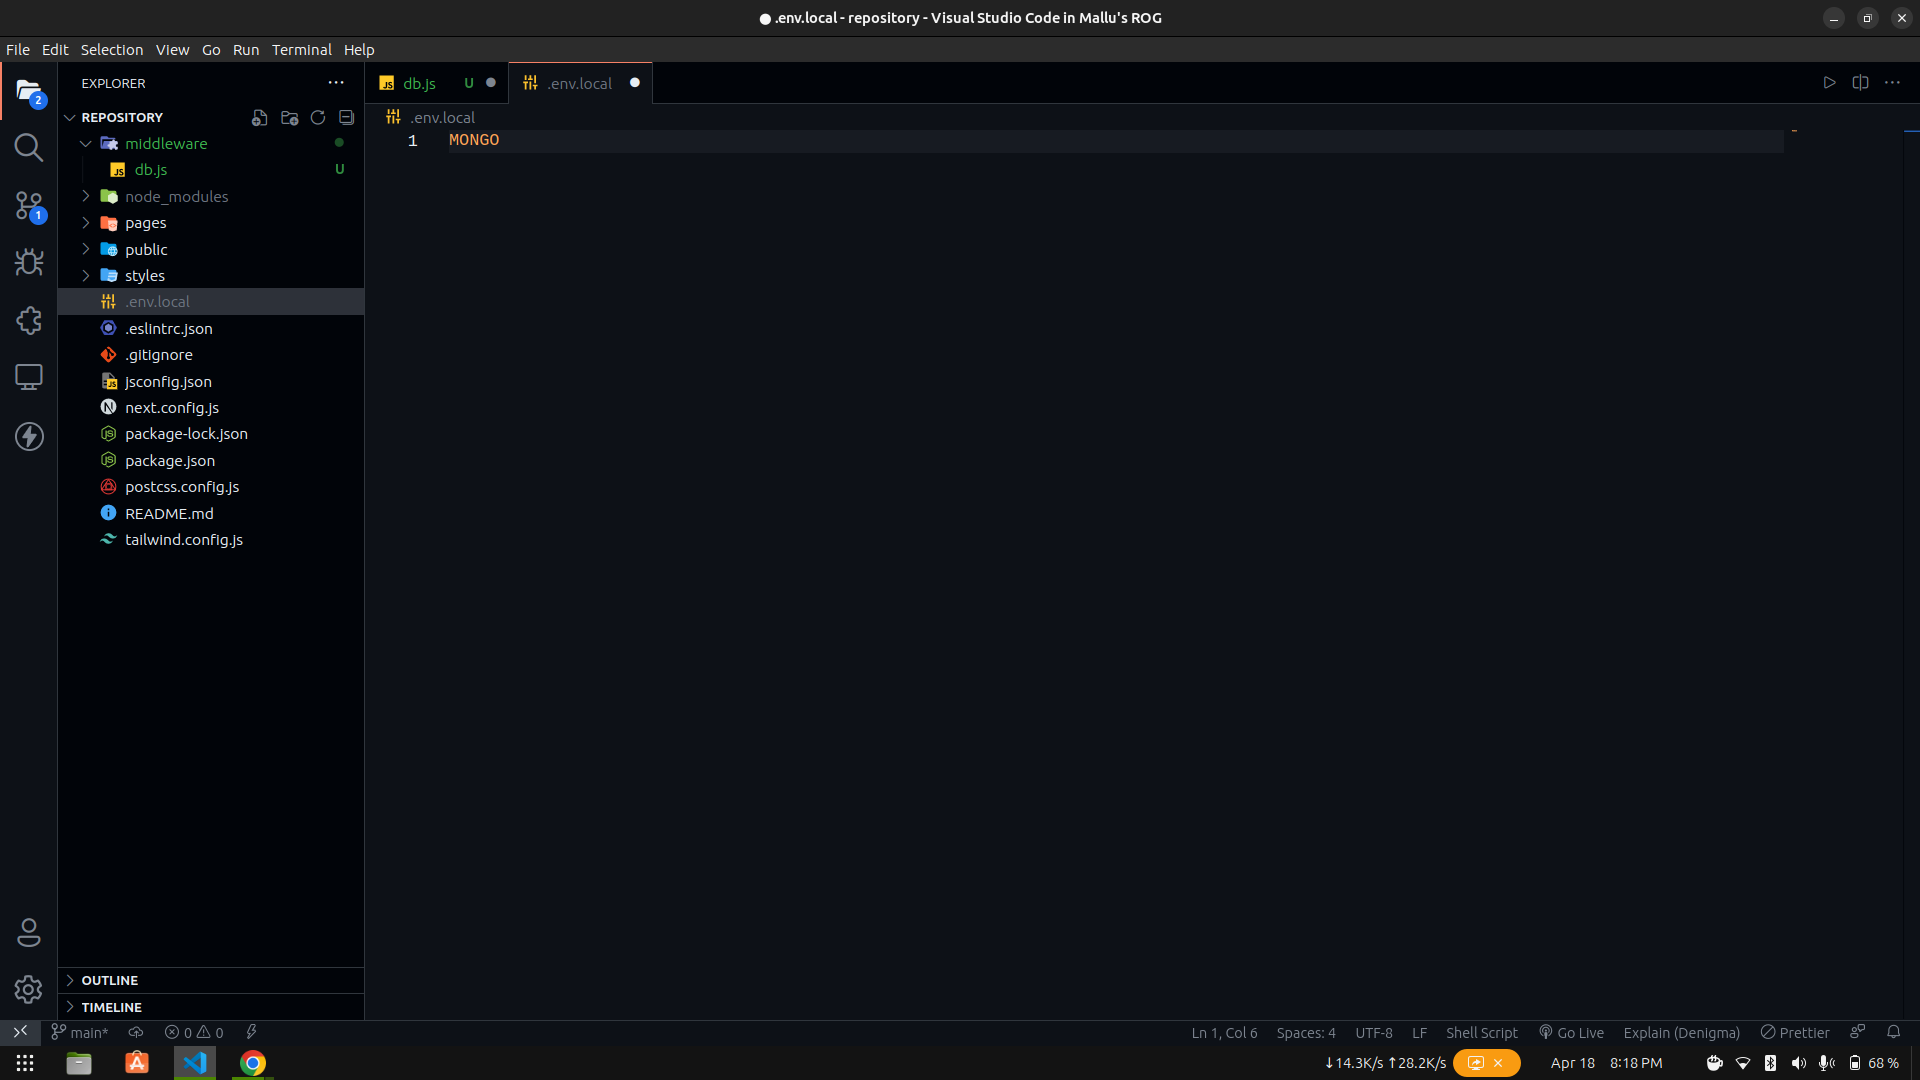 .env.local - repository - Visual Studio Code in Mallu's ROG
File Edit Selection View Go Run Terminal Help
EXPLORER
db.js U
.env.local
REPOSITORY
.env.local
1 MONGO
middleware
db.js U
node_modules
pages
public
styles
.env.local
.eslintrc.json
.gitignore
jsconfig.json
next.config.js
package-lock.json
package.json
postcss.config.js
README.md
tailwind.config.js
2
1
OUTLINE
TIMELINE
main* 0 0 Ln 1, Col 6 Spaces: 4 UTF-8 LF Shell Script Go Live Explain (Denigma) Prettier
↓14.3K/s ↑28.2K/s Apr 18 8:18 PM 68 %